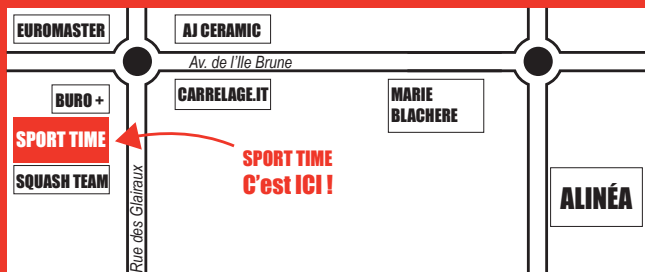 EUROMASTER
AJ CERAMIC
Av. de l'Ile Brune
BURO +
CARRELAGE.IT
MARIE
BLACHERE
SPORT TIME
SPORT TIME
C'est ICI !
SQUASH TEAM
Rue des Glairaux
ALINÉA